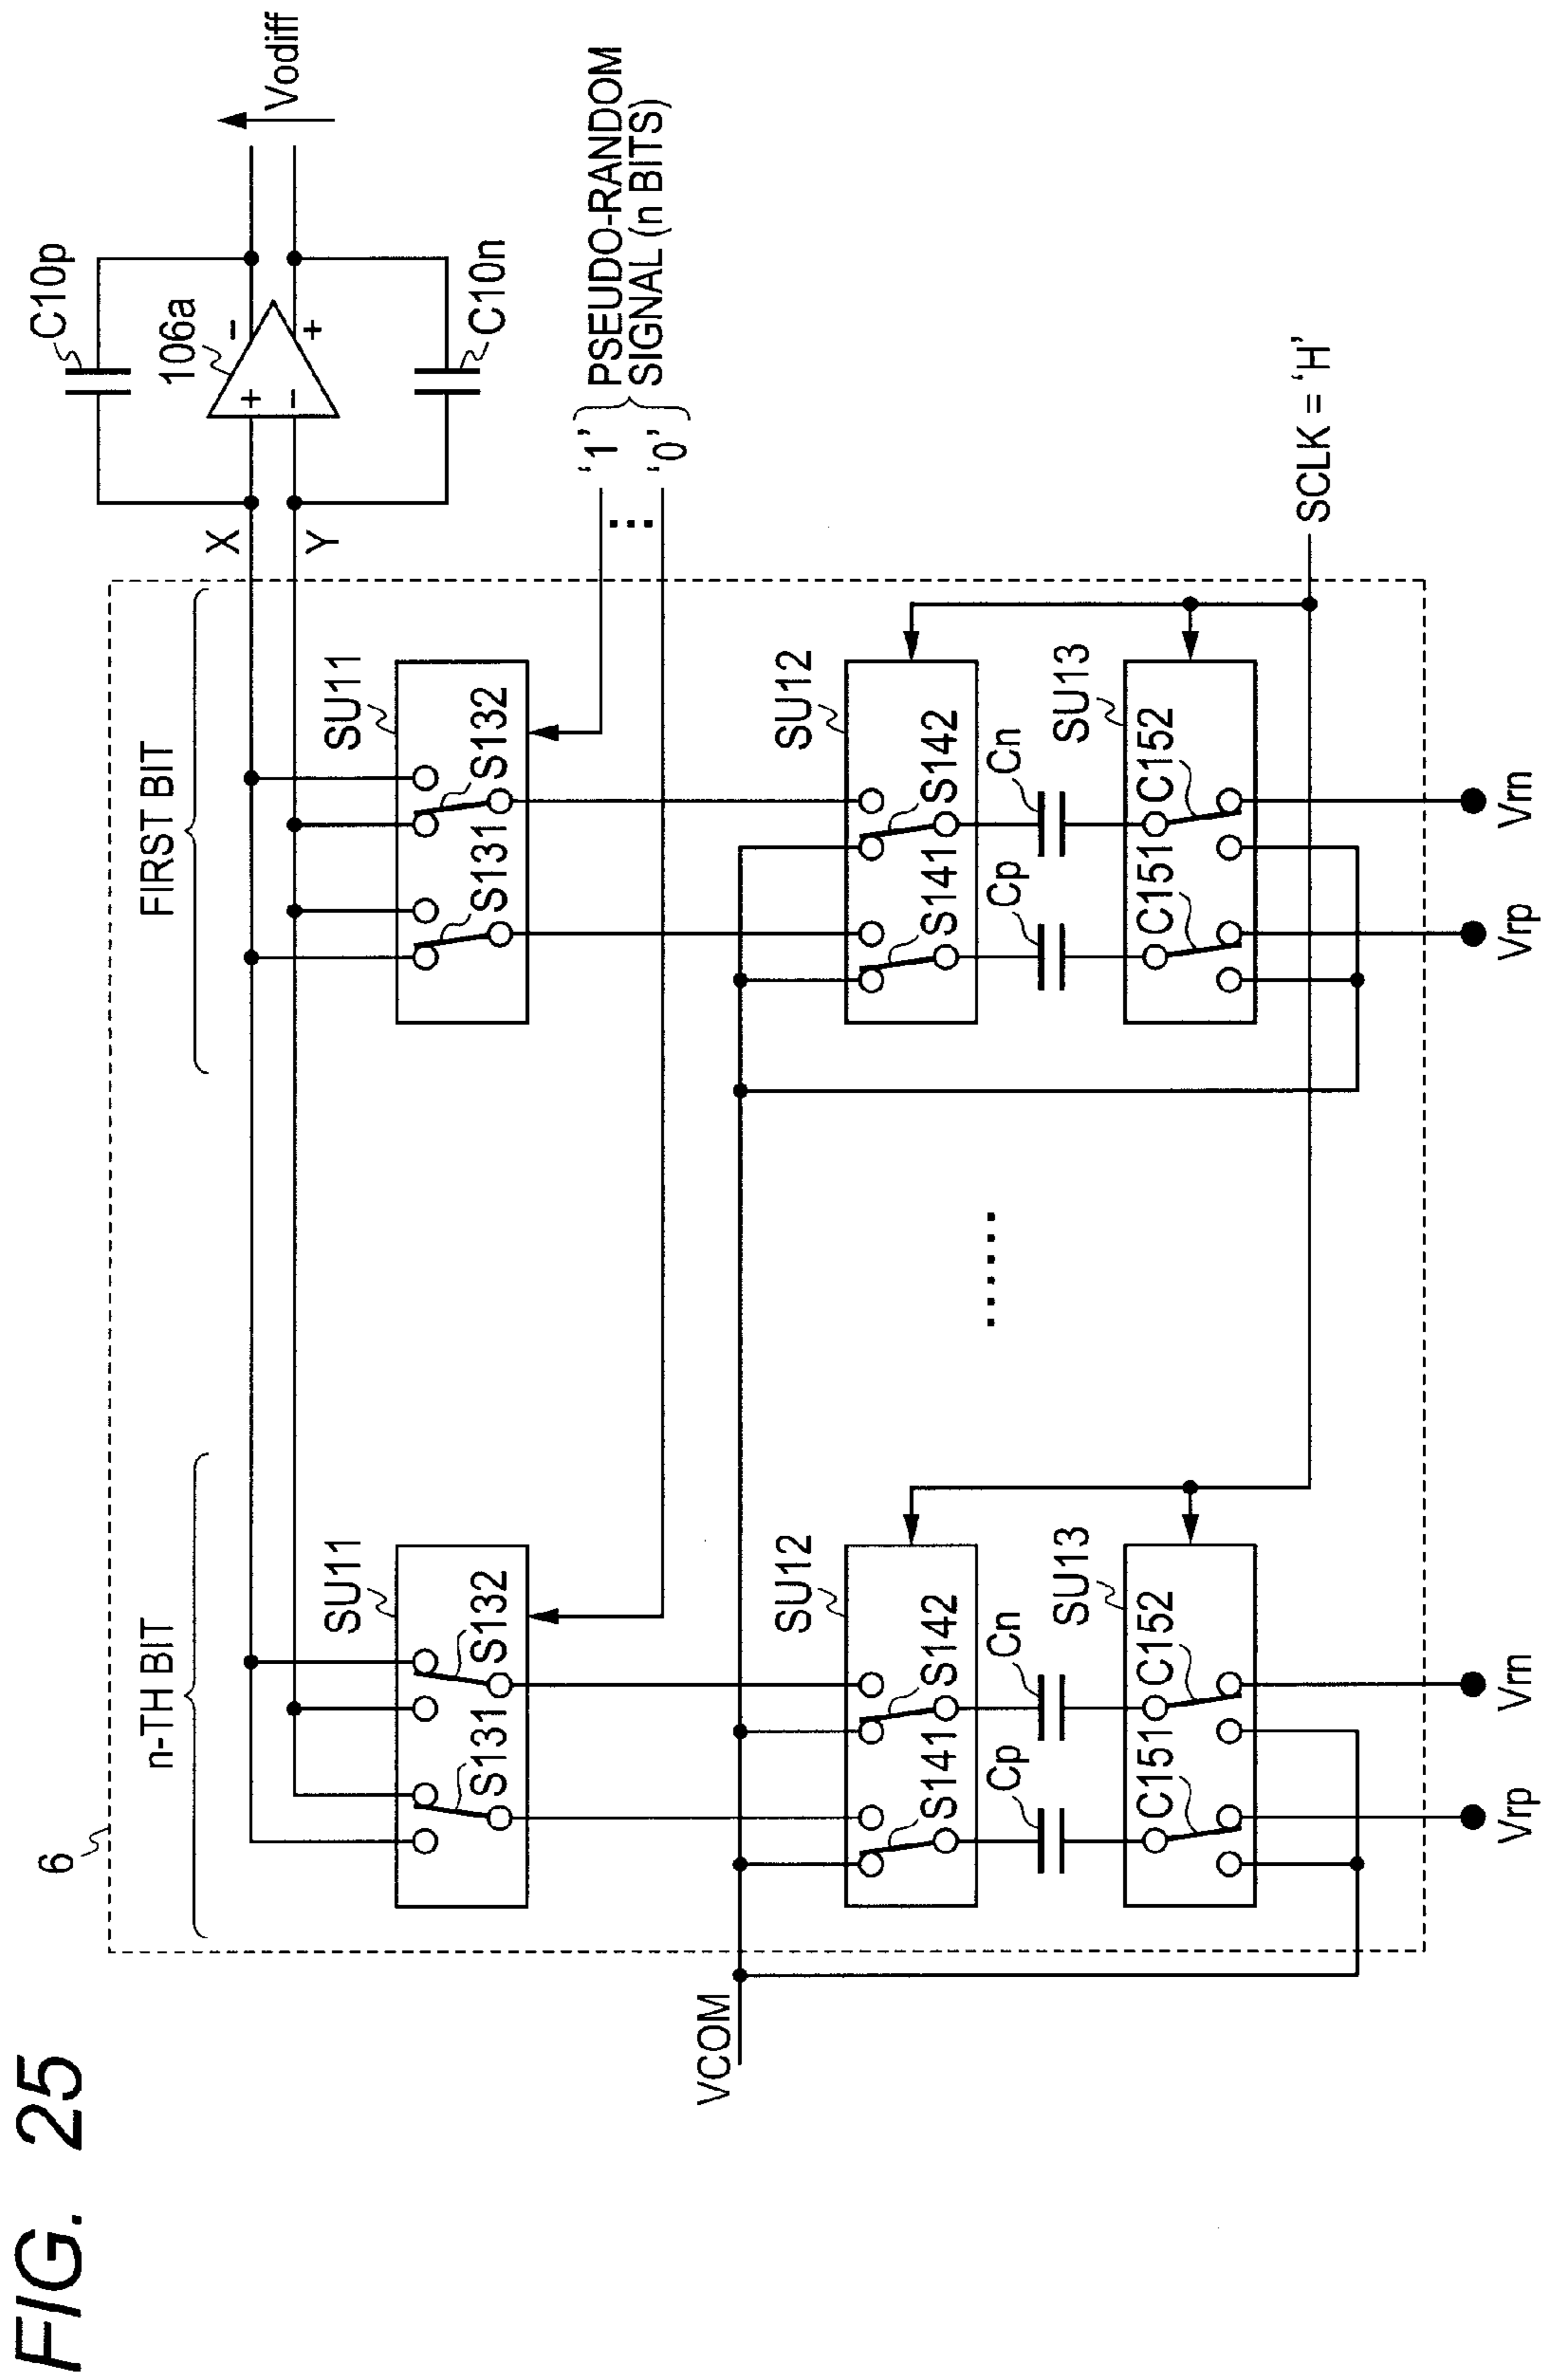 FIG. 25
6
n-TH BIT
FIRST BIT
C10p
106a
+
-
-
+
C10n
Vodiff
X
Y
SU11
S131
S132
SU11
S131
S132
'1'
'0'
PSEUDO-RANDOM
SIGNAL (n BITS)
VCOM
SU12
S141
S142
SU12
S141
S142
Cp
Cn
Cp
Cn
SU13
C151
C152
SU13
C151
C152
SCLK = 'H'
Vrp
Vrn
Vrp
Vrn